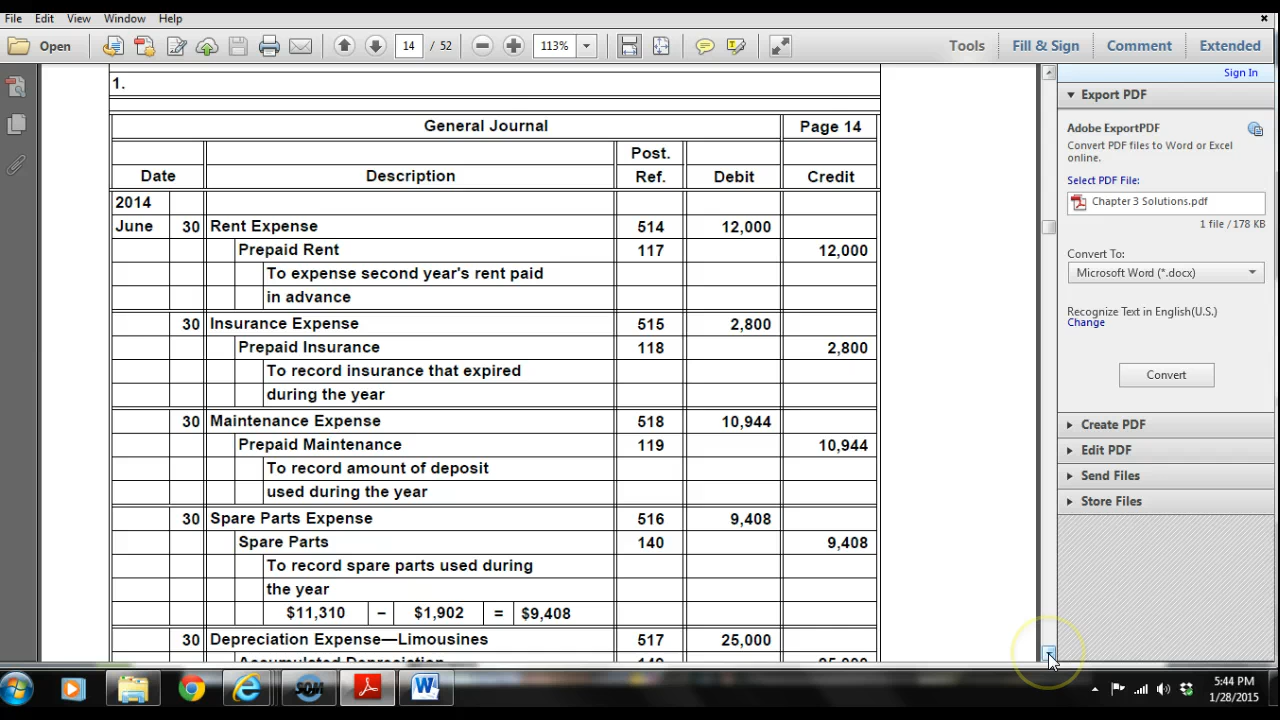 File Edit View Window Help
Open 14 / 52 113% Tools Fill & Sign Comment Extended
Sign In
1.
General Journal Page 14
Post.
Date Description Ref. Debit Credit
2014
June 30 Rent Expense 514 12,000
Prepaid Rent 117 12,000
To expense second year's rent paid
in advance
30 Insurance Expense 515 2,800
Prepaid Insurance 118 2,800
To record insurance that expired
during the year
30 Maintenance Expense 518 10,944
Prepaid Maintenance 119 10,944
To record amount of deposit
used during the year
30 Spare Parts Expense 516 9,408
Spare Parts 140 9,408
To record spare parts used during
the year
$11,310 – $1,902 = $9,408
30 Depreciation Expense—Limousines 517 25,000
Accumulated Depreciation
Export PDF
Adobe ExportPDF
Convert PDF files to Word or Excel
online.
Select PDF File:
Chapter 3 Solutions.pdf
1 file / 178 KB
Convert To:
Microsoft Word (*.docx)
Recognize Text in English(U.S.)
Change
Convert
Create PDF
Edit PDF
Send Files
Store Files
5:44 PM
1/28/2015